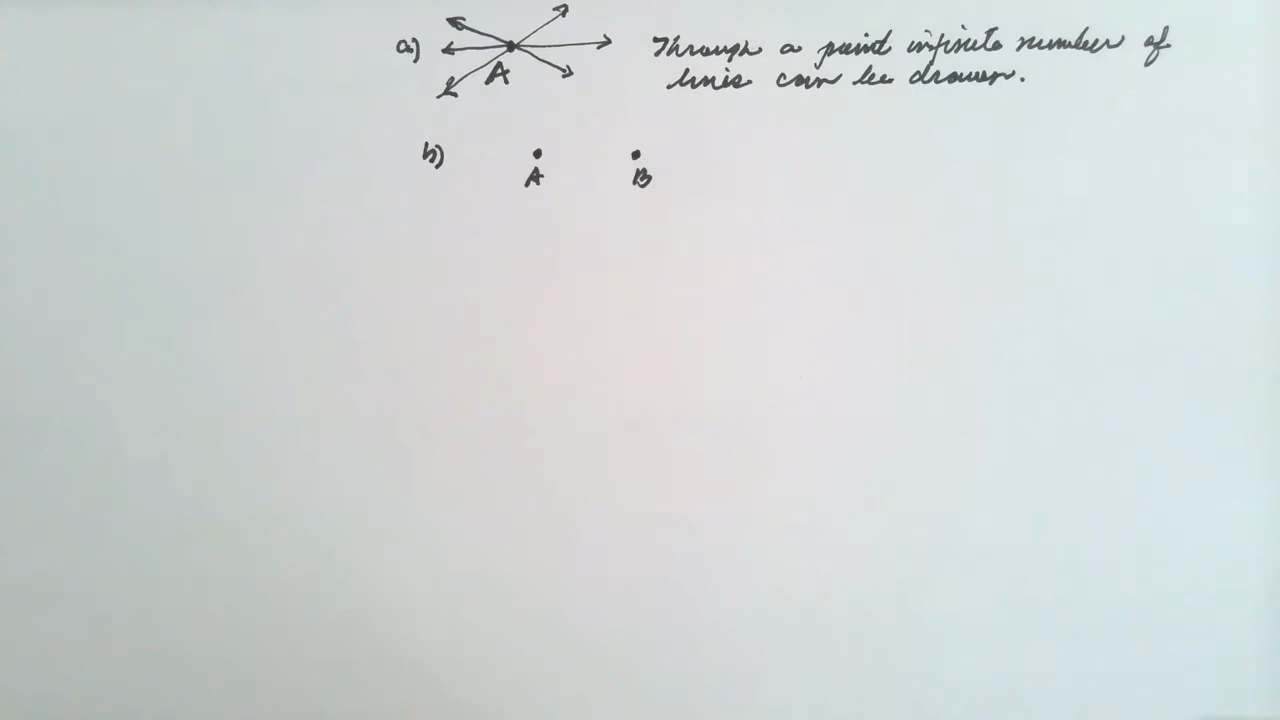 a)
A
Through a point infinite number of
lines can be drawn.
b)
A B